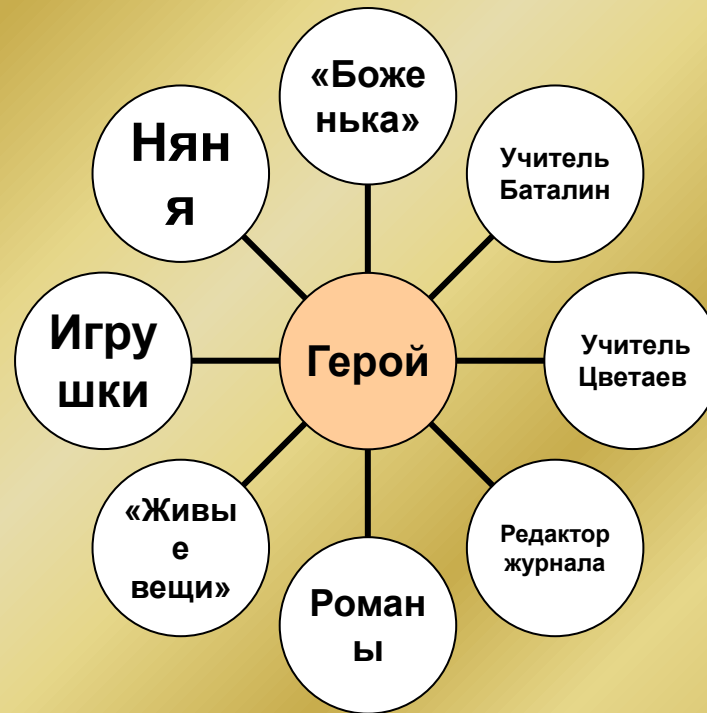 «Боже
нька»
Нян
я
Учитель
Баталин
Игру
шки
Герой
Учитель
Цветаев
«Живы
е
вещи»
Редактор
журнала
Роман
ы